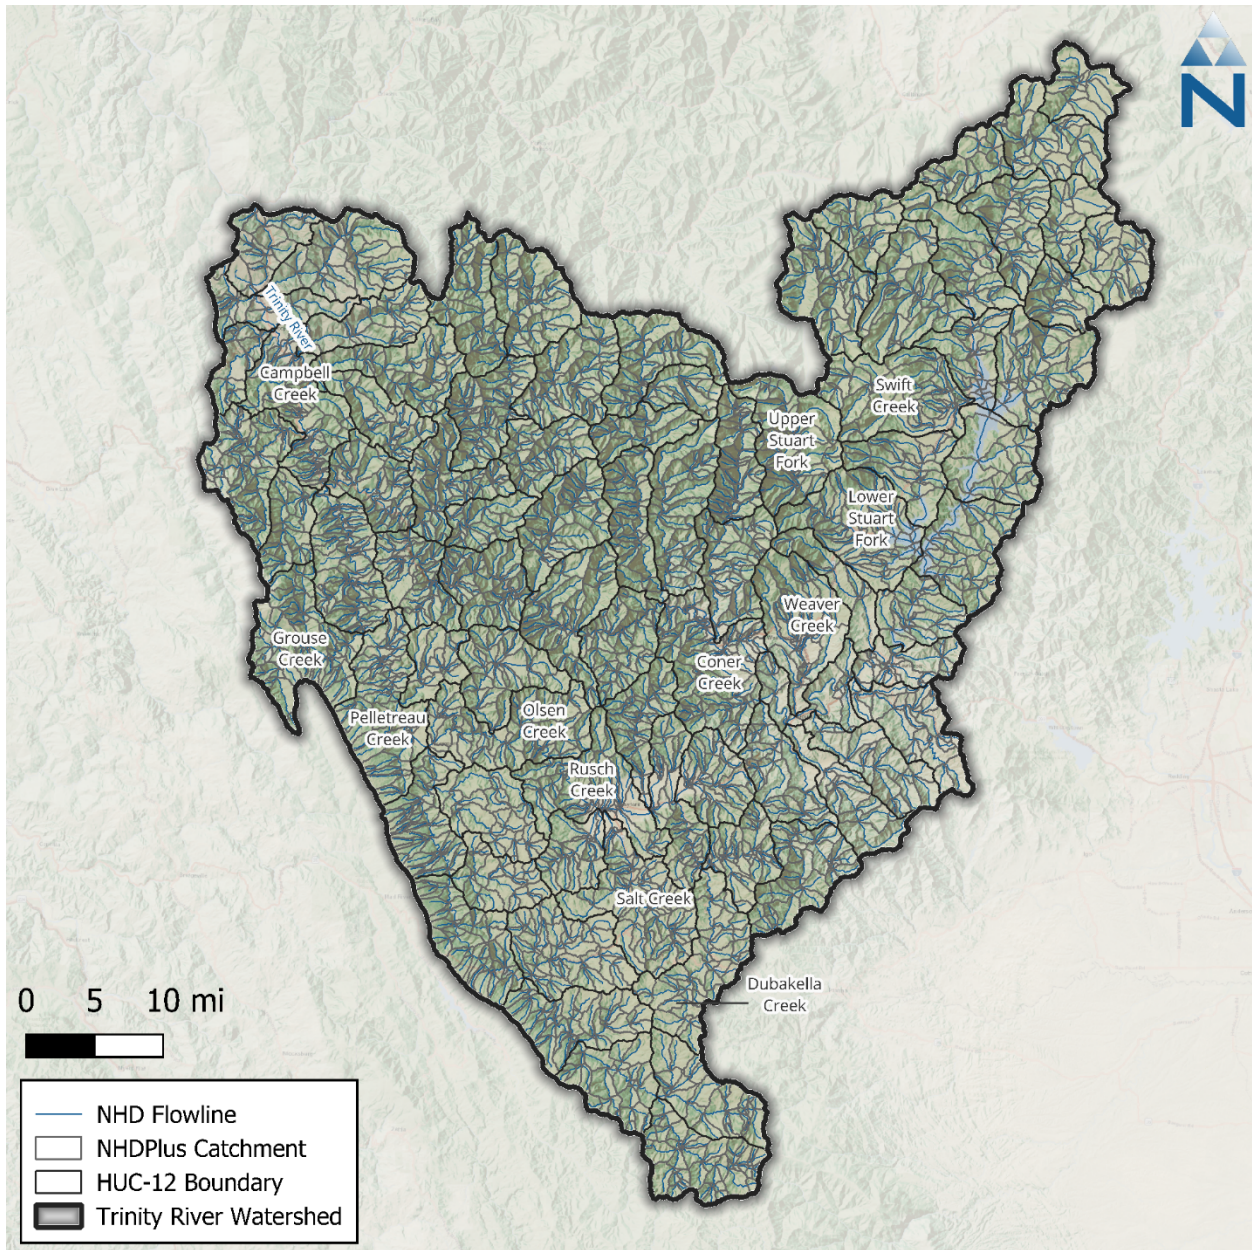 N
Trinity River
Campbell
Creek
Swift
Creek
Upper
Stuart
Fork
Lower
Stuart
Fork
Weaver
Creek
Grouse
Creek
Coner
Creek
Pelletreau
Creek
Olsen
Creek
Rusch
Creek
Salt Creek
Dubakella
Creek
0 5 10 mi
NHD Flowline
NHDPlus Catchment
HUC-12 Boundary
Trinity River Watershed